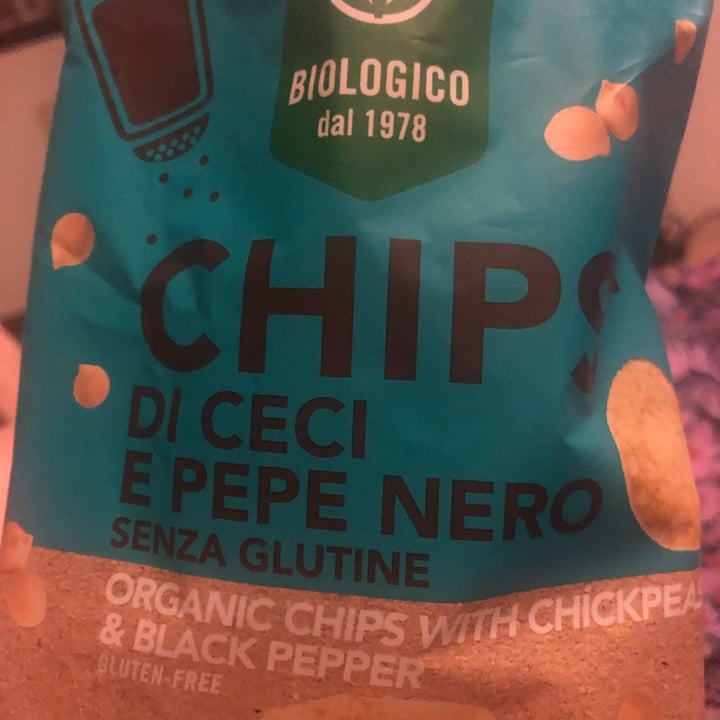 BIOLOGICO
dal 1978
CHIPS
DI CECI
E PEPE NERO
SENZA GLUTINE
ORGANIC CHIPS WITH CHICKPEAS
& BLACK PEPPER
GLUTEN-FREE